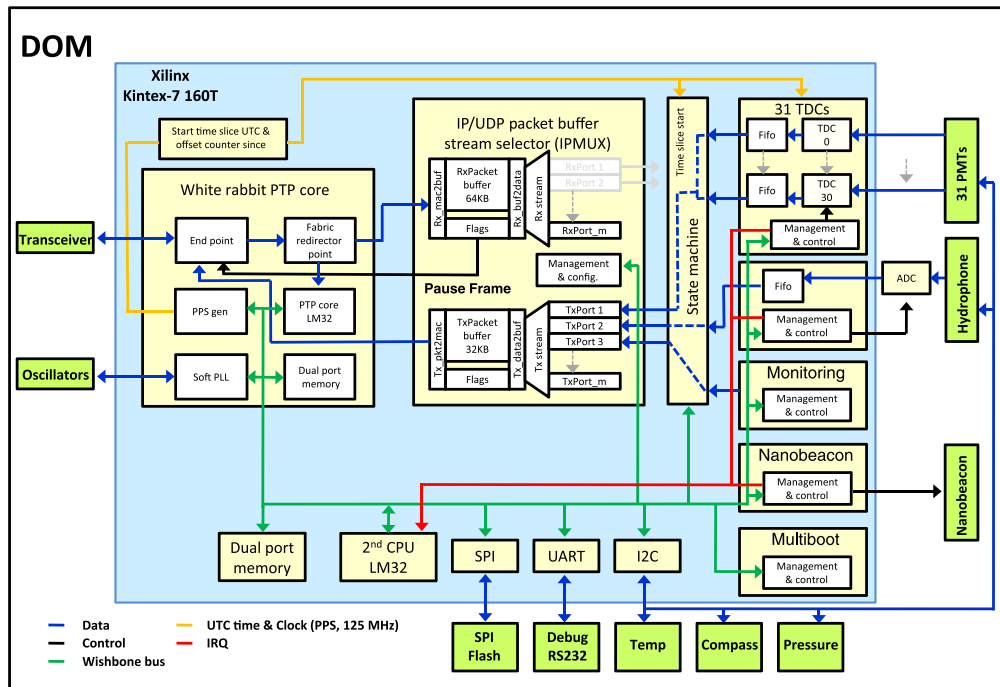 DOM
Xilinx
Kintex-7 160T
Start time slice UTC &
offset counter since
White rabbit PTP core
End point
Fabric
redirector
point
PPS gen
PTP core
LM32
Soft PLL
Dual port
memory
Transceiver
Oscillators
IP/UDP packet buffer
stream selector (IPMUX)
Rx_mac2buf
RxPacket
buffer
64KB
Flags
Rx_buf2data
Rx stream
RxPort 1
RxPort 2
RxPort_m
Management
& config.
Pause Frame
Tx_pkt2mac
TxPacket
buffer
32KB
Flags
Tx_data2buf
Tx stream
TxPort 1
TxPort 2
TxPort 3
TxPort_m
Time slice start
State machine
31 TDCs
Fifo
TDC
0
Fifo
TDC
30
Management
& control
Fifo
Management
& control
ADC
Monitoring
Management
& control
Nanobeacon
Management
& control
Multiboot
Management
& control
31 PMTs
Hydrophone
Nanobeacon
Dual port
memory
2nd CPU
LM32
SPI
UART
I2C
SPI
Flash
Debug
RS232
Temp
Compass
Pressure
Data
Control
Wishbone bus
UTC time & Clock (PPS, 125 MHz)
IRQ